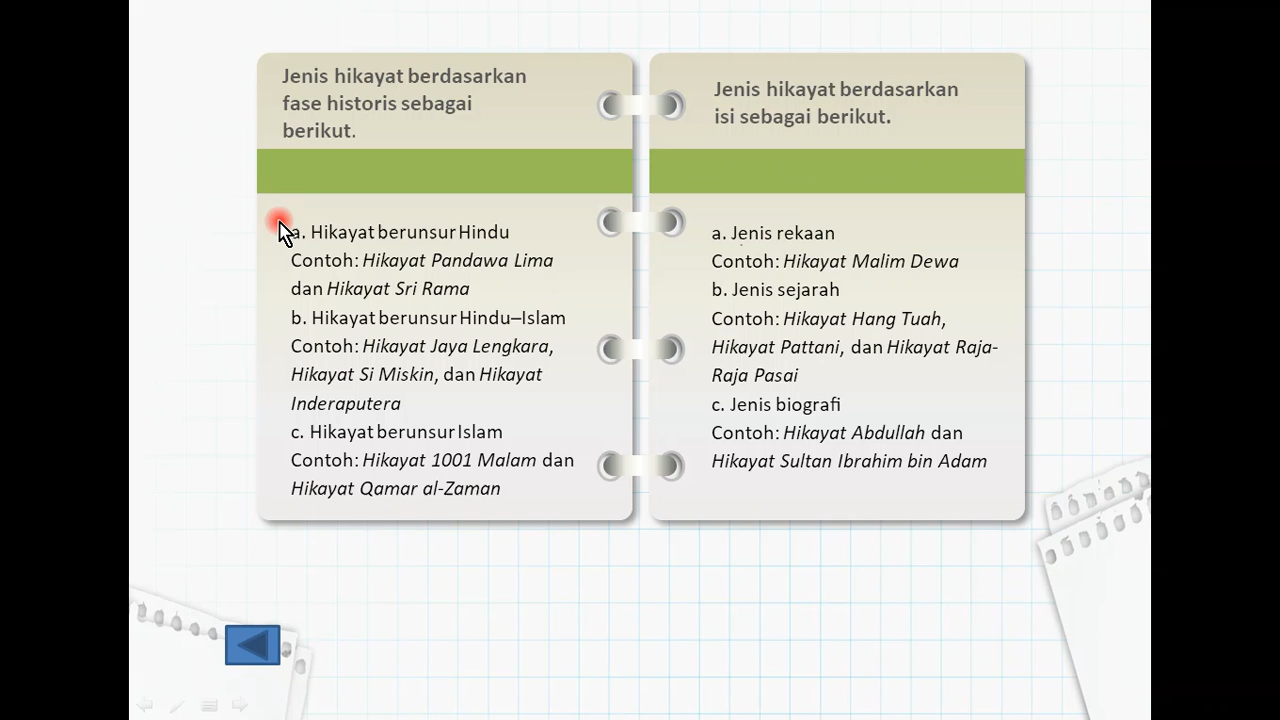 Jenis hikayat berdasarkan
fase historis sebagai
berikut.
a. Hikayat berunsur Hindu
Contoh: Hikayat Pandawa Lima
dan Hikayat Sri Rama
b. Hikayat berunsur Hindu–Islam
Contoh: Hikayat Jaya Lengkara,
Hikayat Si Miskin, dan Hikayat
Inderaputera
c. Hikayat berunsur Islam
Contoh: Hikayat 1001 Malam dan
Hikayat Qamar al-Zaman
Jenis hikayat berdasarkan
isi sebagai berikut.
a. Jenis rekaan
Contoh: Hikayat Malim Dewa
b. Jenis sejarah
Contoh: Hikayat Hang Tuah,
Hikayat Pattani, dan Hikayat Raja-
Raja Pasai
c. Jenis biografi
Contoh: Hikayat Abdullah dan
Hikayat Sultan Ibrahim bin Adam